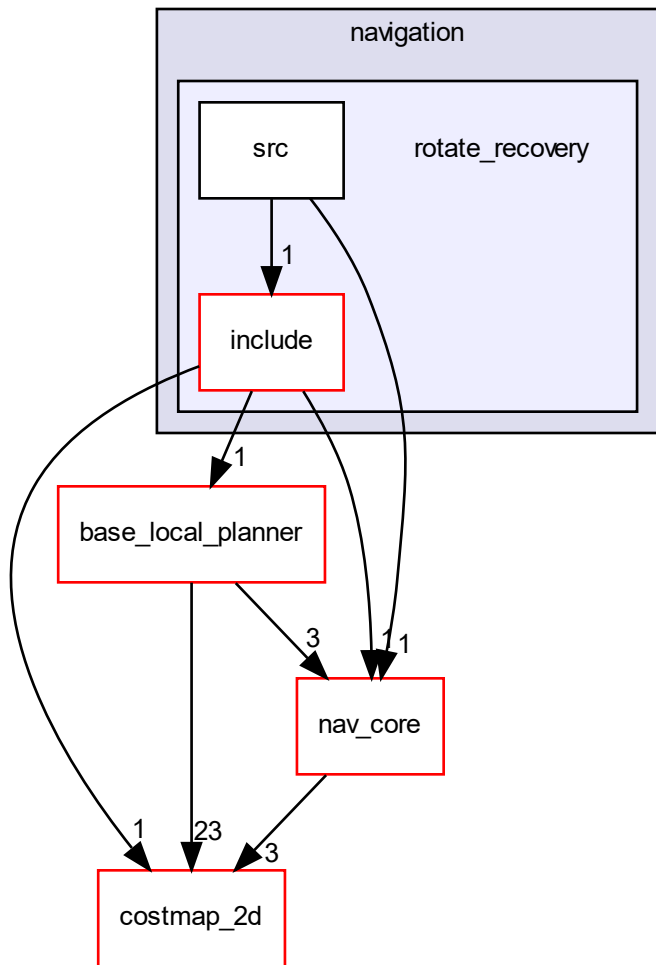 navigation
src
rotate_recovery
1
include
1
base_local_planner
3
1
1
nav_core
1
23
3
costmap_2d